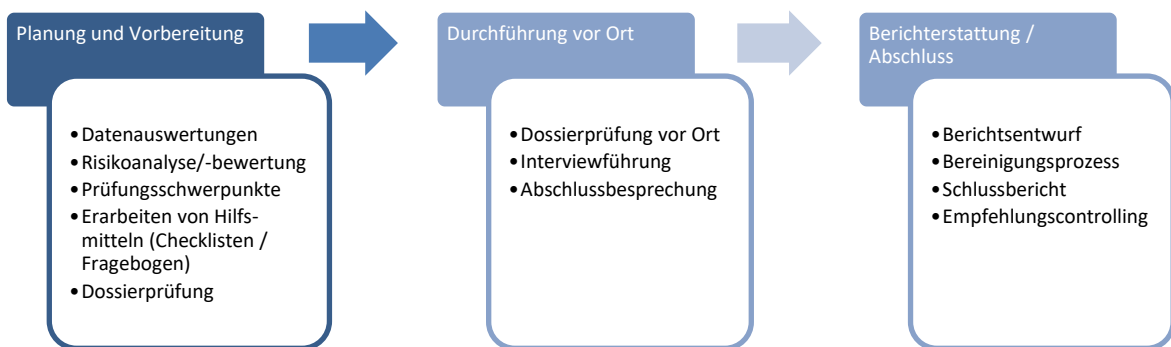 Planung und Vorbereitung
• Datenauswertungen
• Risikoanalyse/-bewertung
• Prüfungsschwerpunkte
• Erarbeiten von Hilfs-
mitteln (Checklisten /
Fragebogen)
• Dossierprüfung
Durchführung vor Ort
• Dossierprüfung vor Ort
• Interviewführung
• Abschlussbesprechung
Berichterstattung /
Abschluss
• Berichtsentwurf
• Bereinigungsprozess
• Schlussbericht
• Empfehlungscontrolling